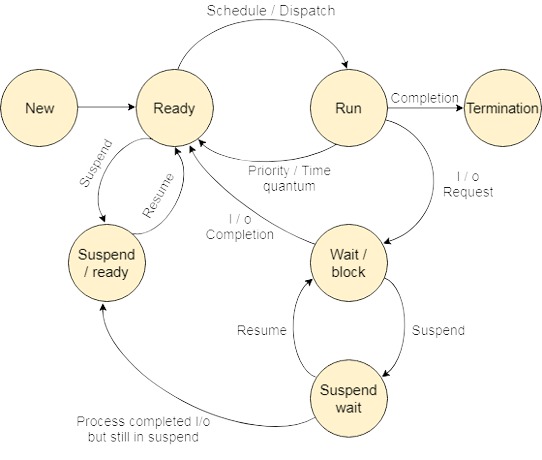 Schedule / Dispatch
New
Ready
Run
Completion
Termination
Suspend
Resume
Priority / Time
quantum
I / o
Request
I / o
Completion
Suspend
/ ready
Wait /
block
Resume
Suspend
Suspend
wait
Process completed I/o
but still in suspend